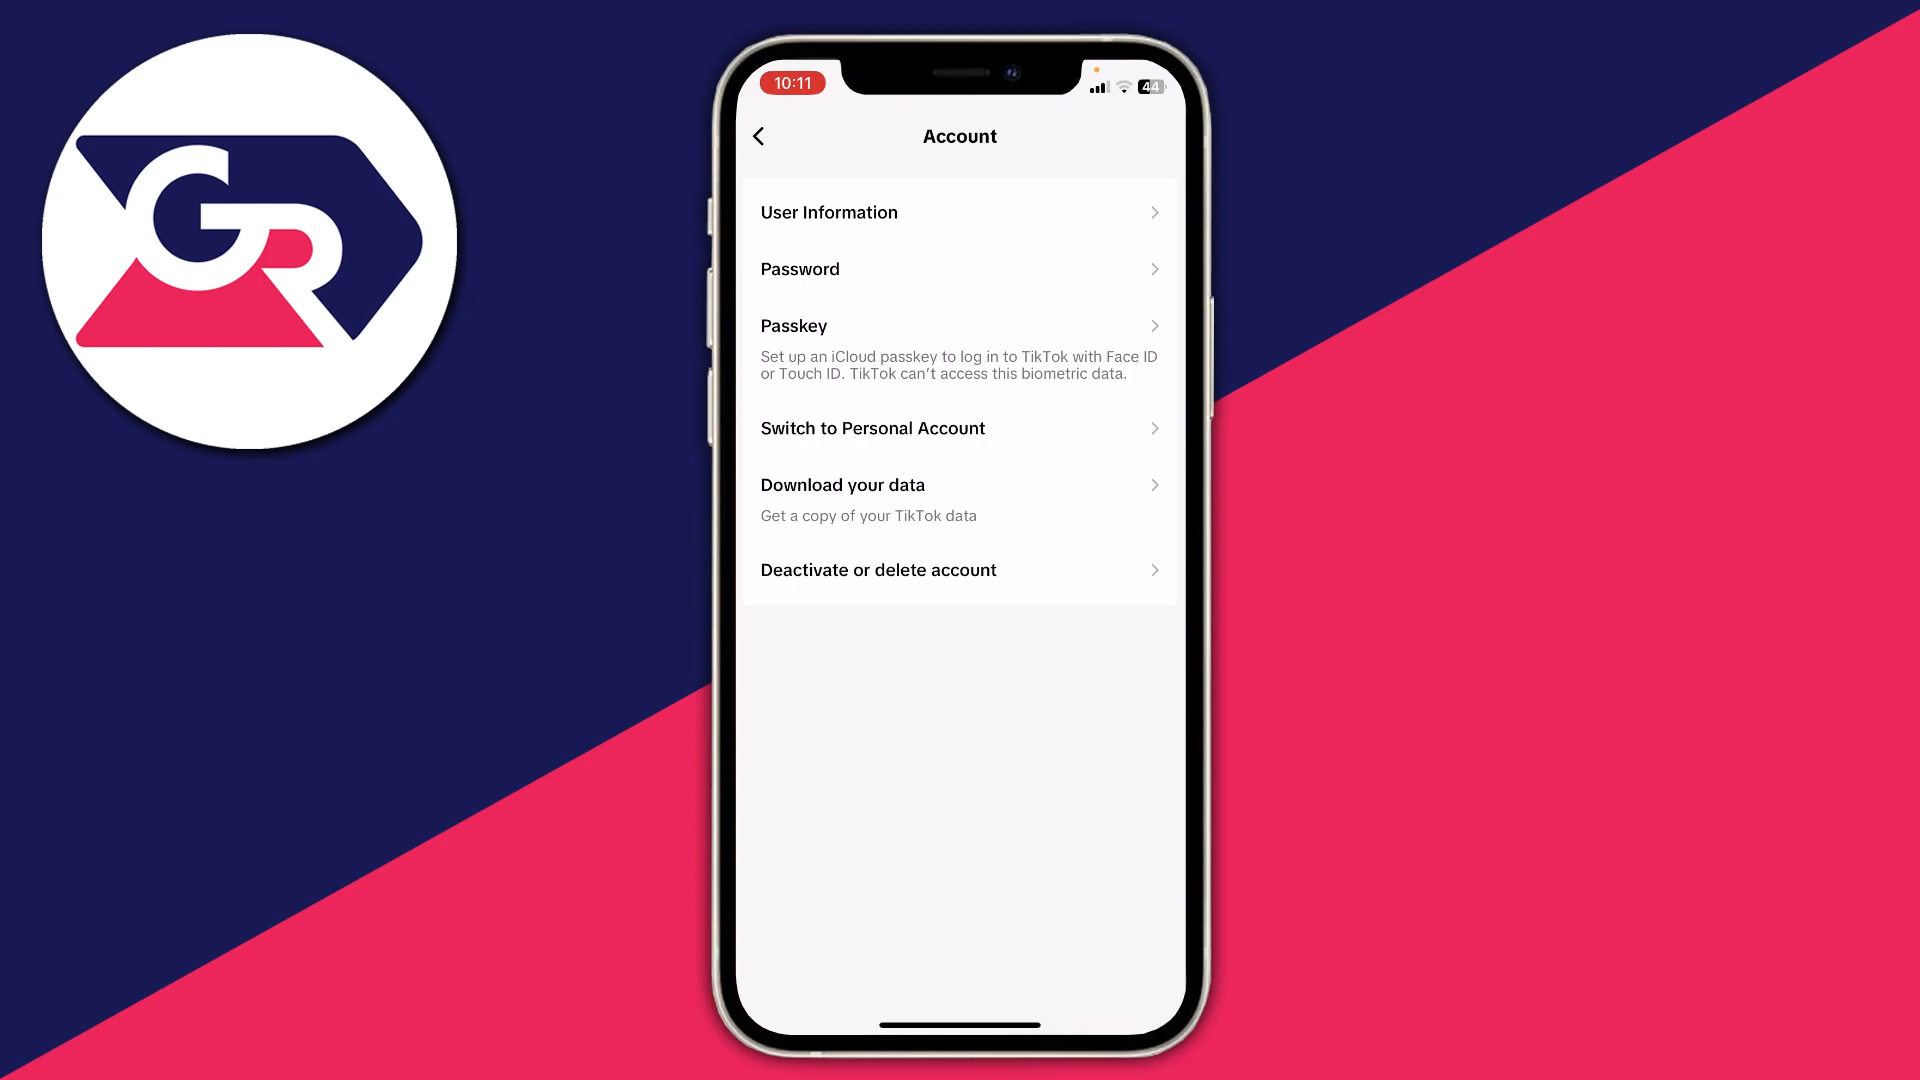 GR
10:11
44
Account
User Information
Password
Passkey
Set up an iCloud passkey to log in to TikTok with Face ID
or Touch ID. TikTok can't access this biometric data.
Switch to Personal Account
Download your data
Get a copy of your TikTok data
Deactivate or delete account